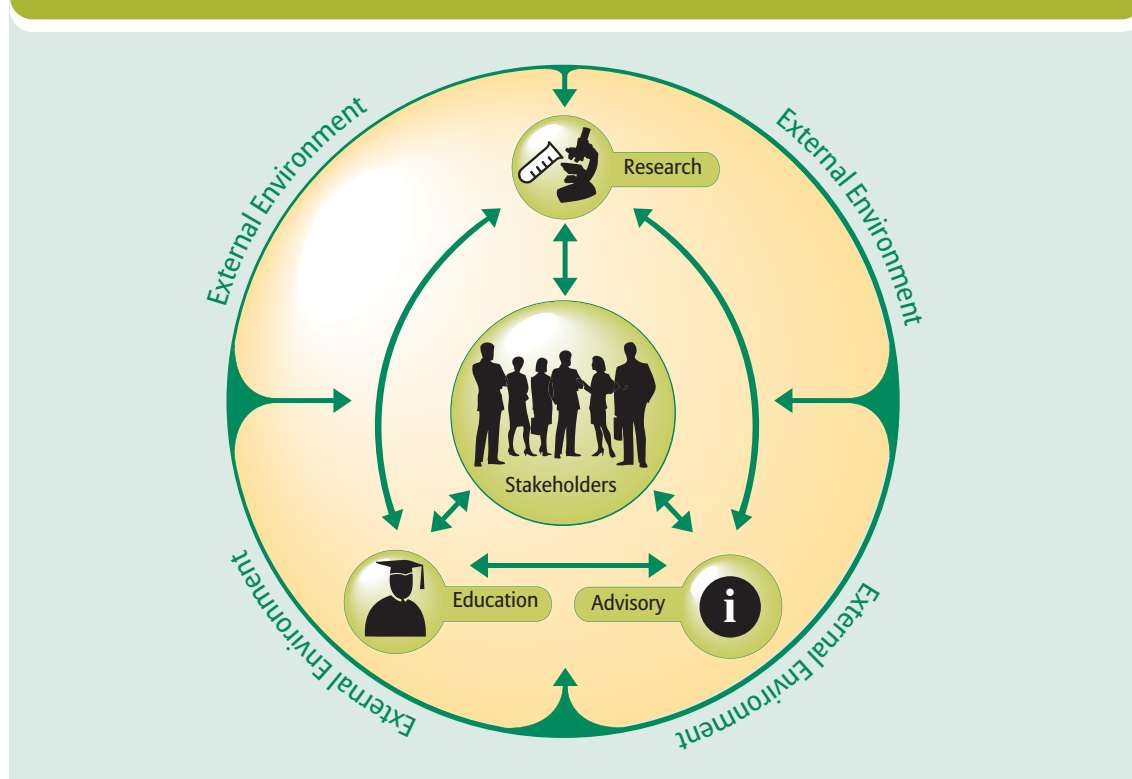 External Environment
External Environment
Research
Stakeholders
Education
Advisory
i
External Environment
External Environment